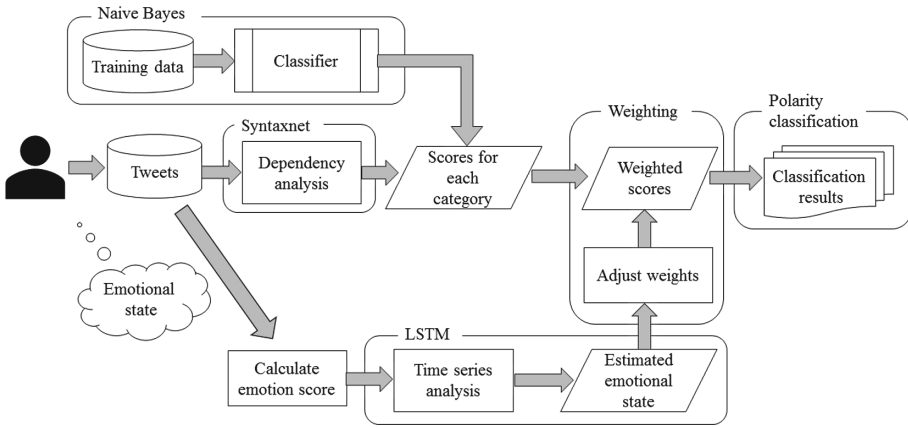 Naive Bayes
Training data
Classifier
Syntaxnet
Tweets
Dependency
analysis
Scores for
each
category
Weighting
Weighted
scores
Adjust weights
Polarity
classification
Classification
results
Emotional
state
Calculate
emotion score
LSTM
Time series
analysis
Estimated
emotional
state